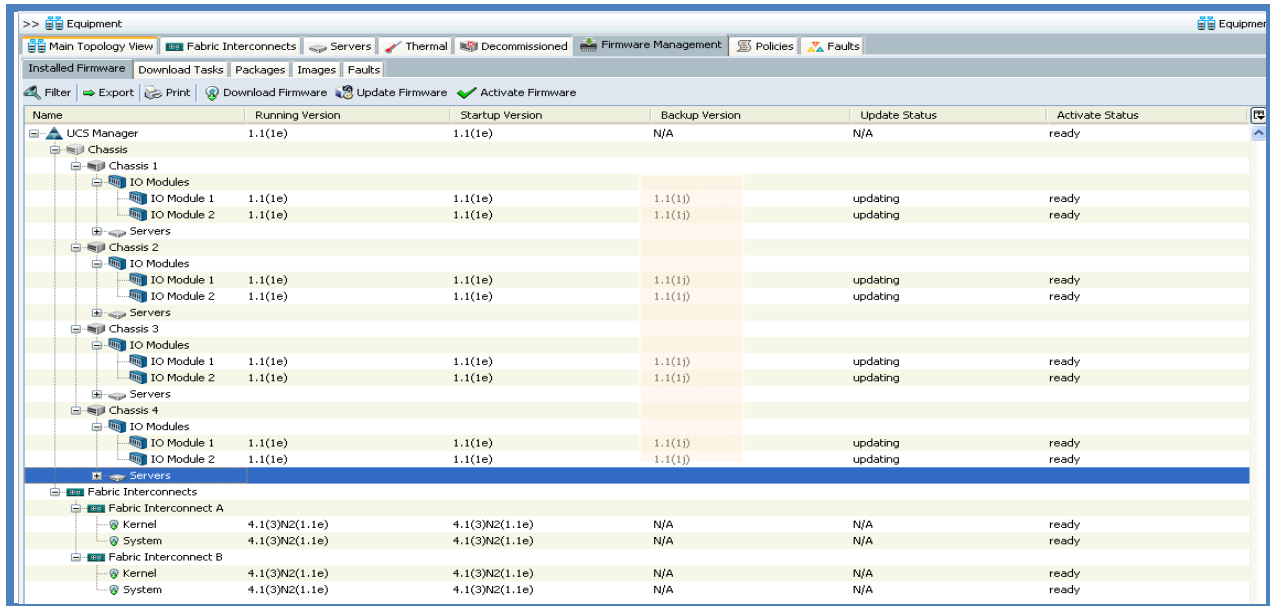 >> Equipment Equipmer
Main Topology View Fabric Interconnects Servers Thermal Decommissioned Firmware Management Policies Faults
Installed Firmware Download Tasks Packages Images Faults
Filter Export Print Download Firmware Update Firmware Activate Firmware
Name Running Version Startup Version Backup Version Update Status Activate Status
UCS Manager 1.1(1e) 1.1(1e) N/A N/A ready
Chassis
Chassis 1
IO Modules
IO Module 1 1.1(1e) 1.1(1e) 1.1(1j) updating ready
IO Module 2 1.1(1e) 1.1(1e) 1.1(1j) updating ready
Servers
Chassis 2
IO Modules
IO Module 1 1.1(1e) 1.1(1e) 1.1(1j) updating ready
IO Module 2 1.1(1e) 1.1(1e) 1.1(1j) updating ready
Servers
Chassis 3
IO Modules
IO Module 1 1.1(1e) 1.1(1e) 1.1(1j) updating ready
IO Module 2 1.1(1e) 1.1(1e) 1.1(1j) updating ready
Servers
Chassis 4
IO Modules
IO Module 1 1.1(1e) 1.1(1e) 1.1(1j) updating ready
IO Module 2 1.1(1e) 1.1(1e) 1.1(1j) updating ready
Servers
Fabric Interconnects
Fabric Interconnect A
Kernel 4.1(3)N2(1.1e) 4.1(3)N2(1.1e) N/A N/A ready
System 4.1(3)N2(1.1e) 4.1(3)N2(1.1e) N/A N/A ready
Fabric Interconnect B
Kernel 4.1(3)N2(1.1e) 4.1(3)N2(1.1e) N/A N/A ready
System 4.1(3)N2(1.1e) 4.1(3)N2(1.1e) N/A N/A ready